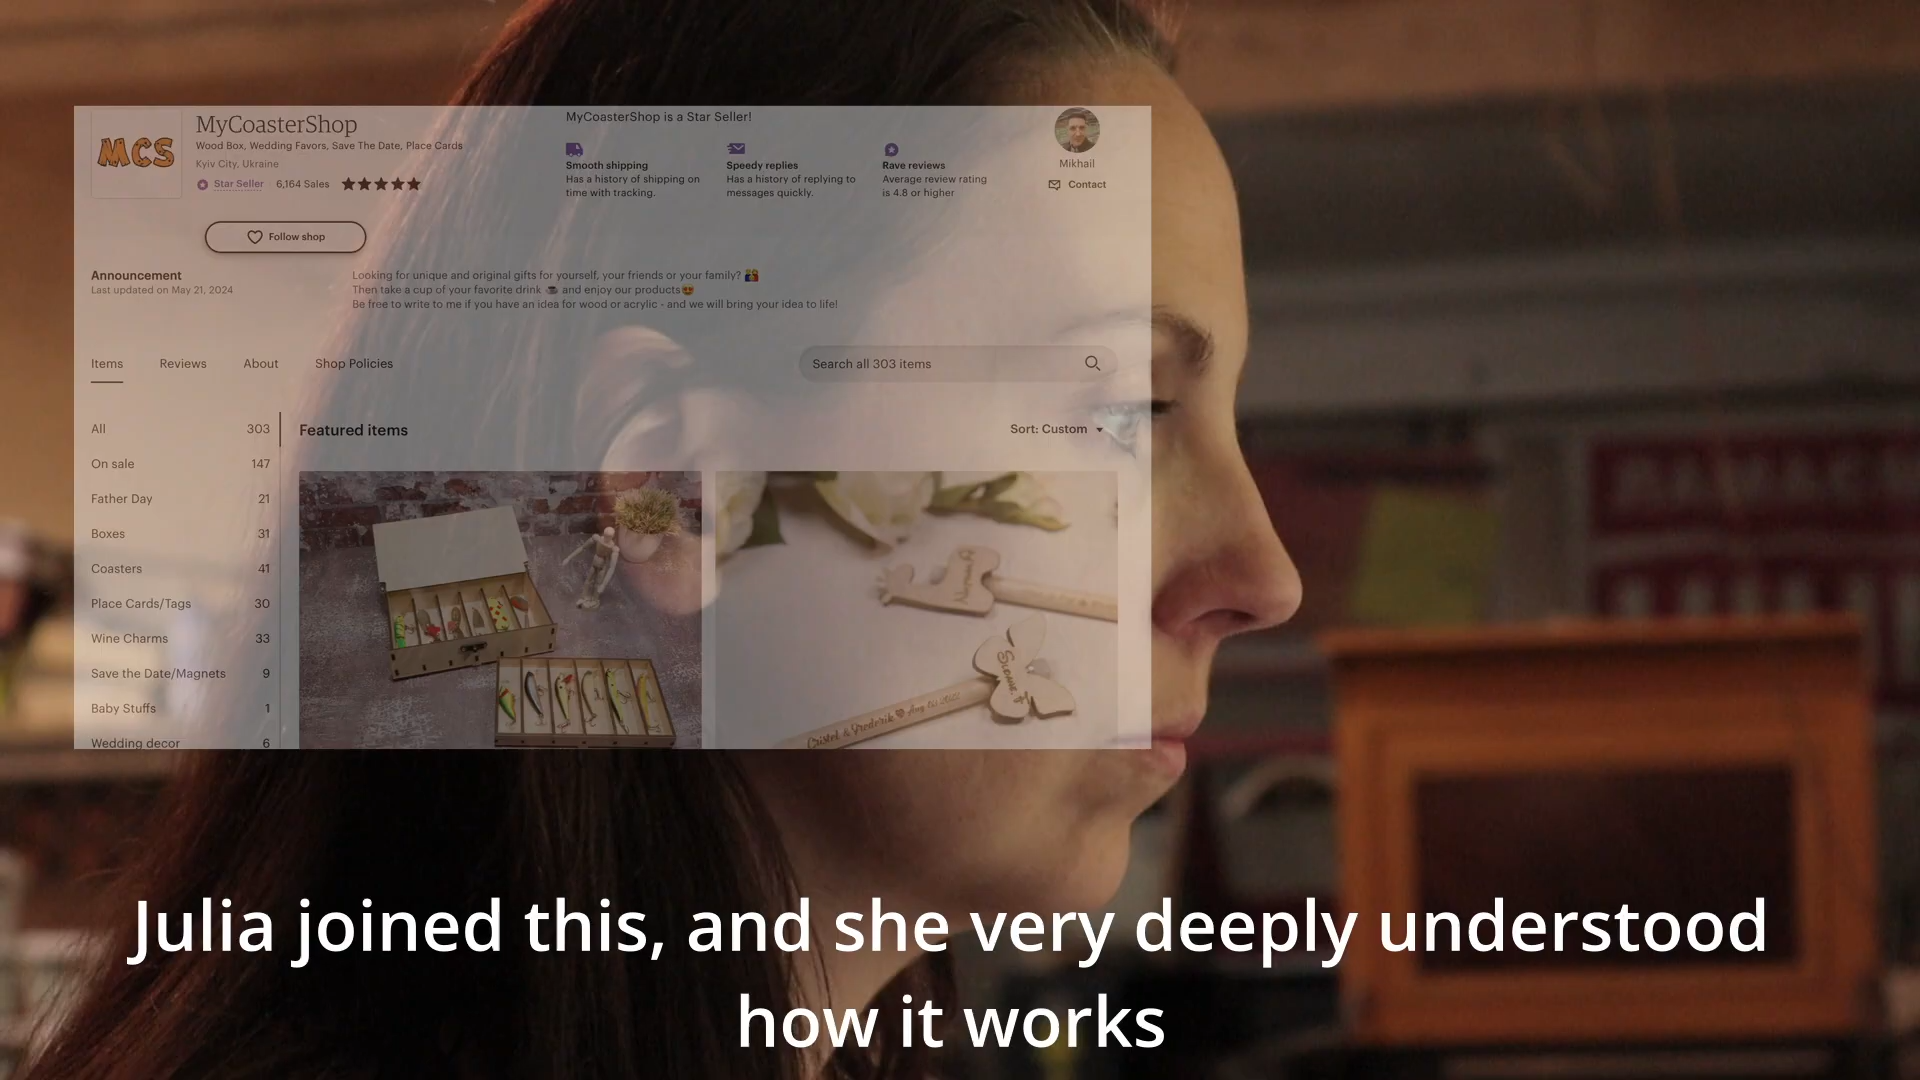 MCS
MyCoasterShop
Wood Box, Wedding Favors, Save The Date, Place Cards
Kyiv City, Ukraine
Star Seller 6,164 Sales
Follow shop
MyCoasterShop is a Star Seller!
Smooth shipping
Has a history of shipping on
time with tracking.
Speedy replies
Has a history of replying to
messages quickly.
Rave reviews
Average review rating
is 4.8 or higher
Mikhail
Contact
Announcement
Last updated on May 21, 2024
Looking for unique and original gifts for yourself, your friends or your family?
Then take a cup of your favorite drink and enjoy our products
Be free to write to me if you have an idea for wood or acrylic - and we will bring your idea to life!
Items Reviews About Shop Policies
Search all 303 items
All 303
On sale 147
Father Day 21
Boxes 31
Coasters 41
Place Cards/Tags 30
Wine Charms 33
Save the Date/Magnets 9
Baby Stuffs 1
Wedding decor 6
Featured items
Sort: Custom
Cristel & Frederik
Julia joined this, and she very deeply understood
how it works